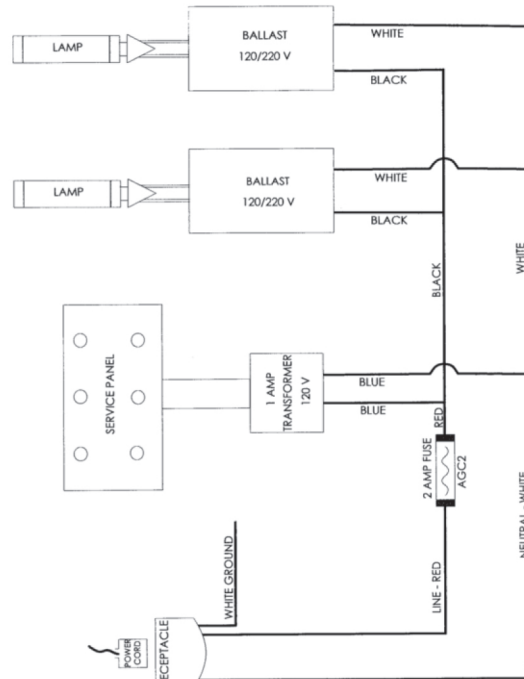 LAMP
BALLAST
120/220 V
WHITE
BLACK
LAMP
BALLAST
120/220 V
WHITE
BLACK
BLACK
WHITE
SERVICE PANEL
1 AMP
TRANSFORMER
120 V
BLUE
BLUE
RED
2 AMP FUSE
AGC2
NEUTRAL - WHITE
WHITE GROUND
LINE - RED
POWER
CORD
ECEPTACLE